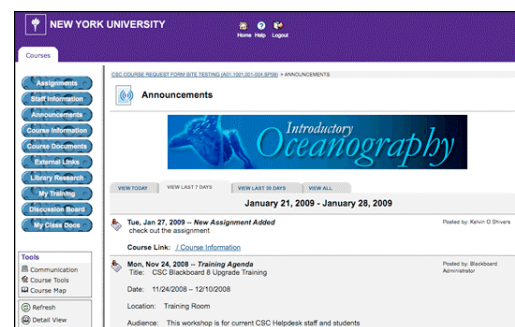 NEW YORK UNIVERSITY
Home Help Logout
Courses
CSC COURSE REQUEST FORM SITE TESTING (A01.1001.201-004.SP08) > ANNOUNCEMENTS
Announcements
Introductory
Oceanography
Assignments
Staff Information
Announcements
Course Information
Course Documents
External Links
Library Research
My Training
Discussion Board
My Class Docs
Tools
Communication
Course Tools
Course Map
Refresh
Detail View
VIEW TODAY VIEW LAST 7 DAYS VIEW LAST 30 DAYS VIEW ALL
January 21, 2009 - January 28, 2009
Tue, Jan 27, 2009 -- New Assignment Added Posted by: Kelvin O Shivers
check out the assignment
Course Link: / Course Information
Mon, Nov 24, 2008 -- Training Agenda Posted by: Blackboard
Administrator
Title: CSC Blackboard 8 Upgrade Training
Date: 11/24/2008 – 12/10/2008
Location: Training Room
Audience: This workshop is for current CSC Helpdesk staff and students